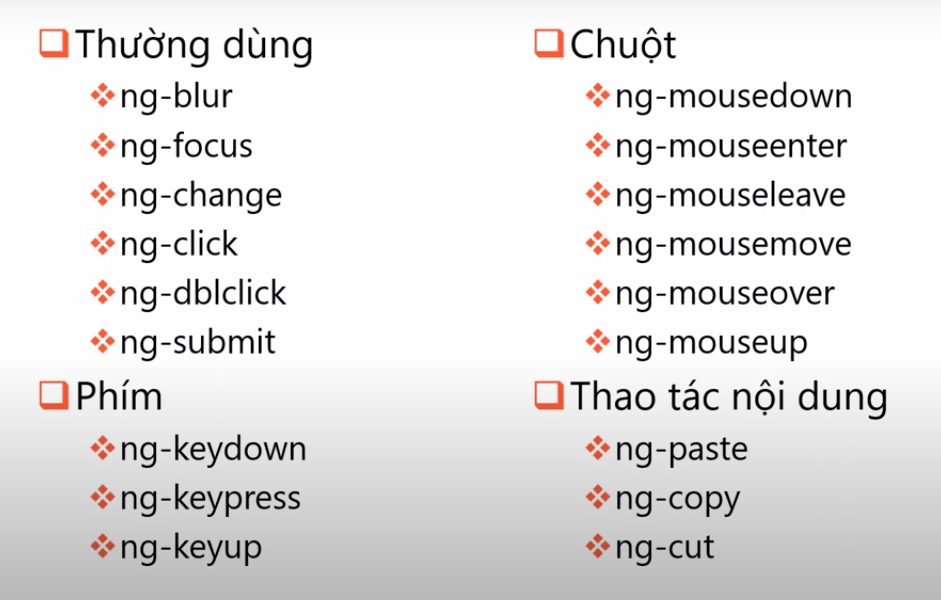 Thường dùng
ng-blur
ng-focus
ng-change
ng-click
ng-dblclick
ng-submit
Phím
ng-keydown
ng-keypress
ng-keyup
Chuột
ng-mousedown
ng-mouseenter
ng-mouseleave
ng-mousemove
ng-mouseover
ng-mouseup
Thao tác nội dung
ng-paste
ng-copy
ng-cut